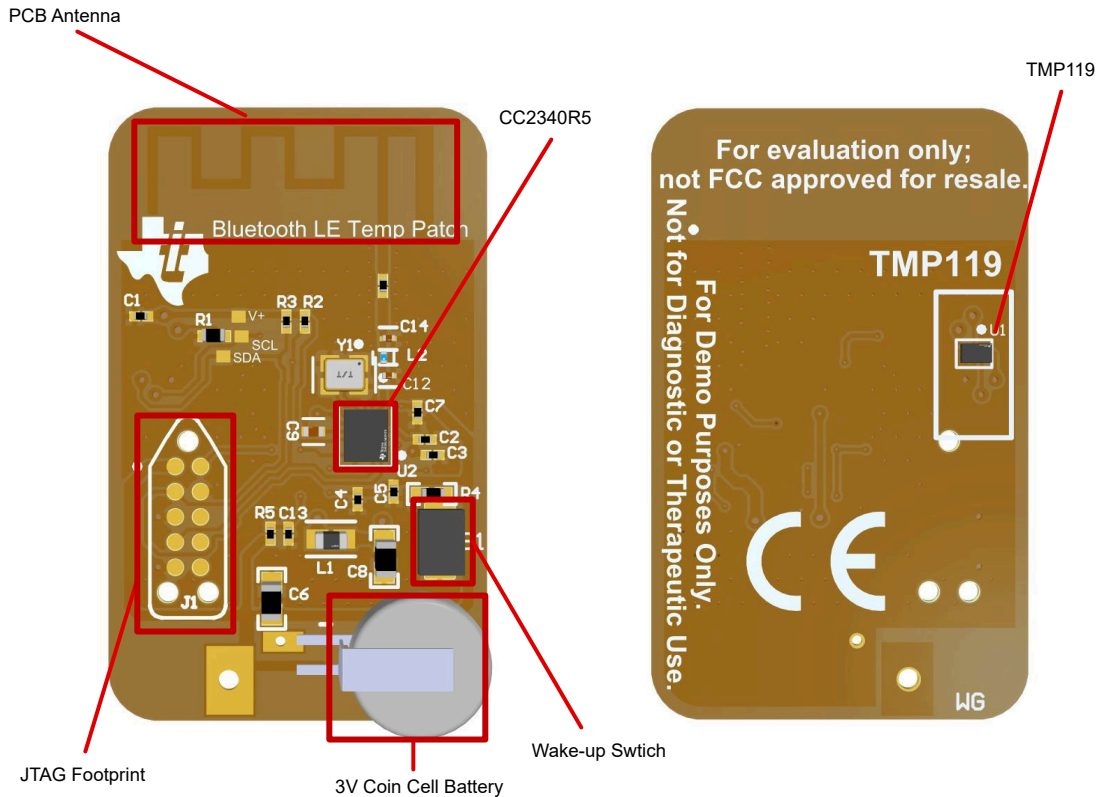 PCB Antenna
TMP119
CC2340R5
Bluetooth LE Temp Patch
C1
R3 R2
V+
R1
SCL
SDA
C14
Y1
L2
1/1
C12
C9
C7
C2
C3
U2
C4
C5
R4
R5 C13
L1
C8
C6
J1
For evaluation only;
not FCC approved for resale.
Not for Diagnostic or Therapeutic Use.
For Demo Purposes Only.
TMP119
U1
CE
WG
JTAG Footprint
3V Coin Cell Battery
Wake-up Swtich